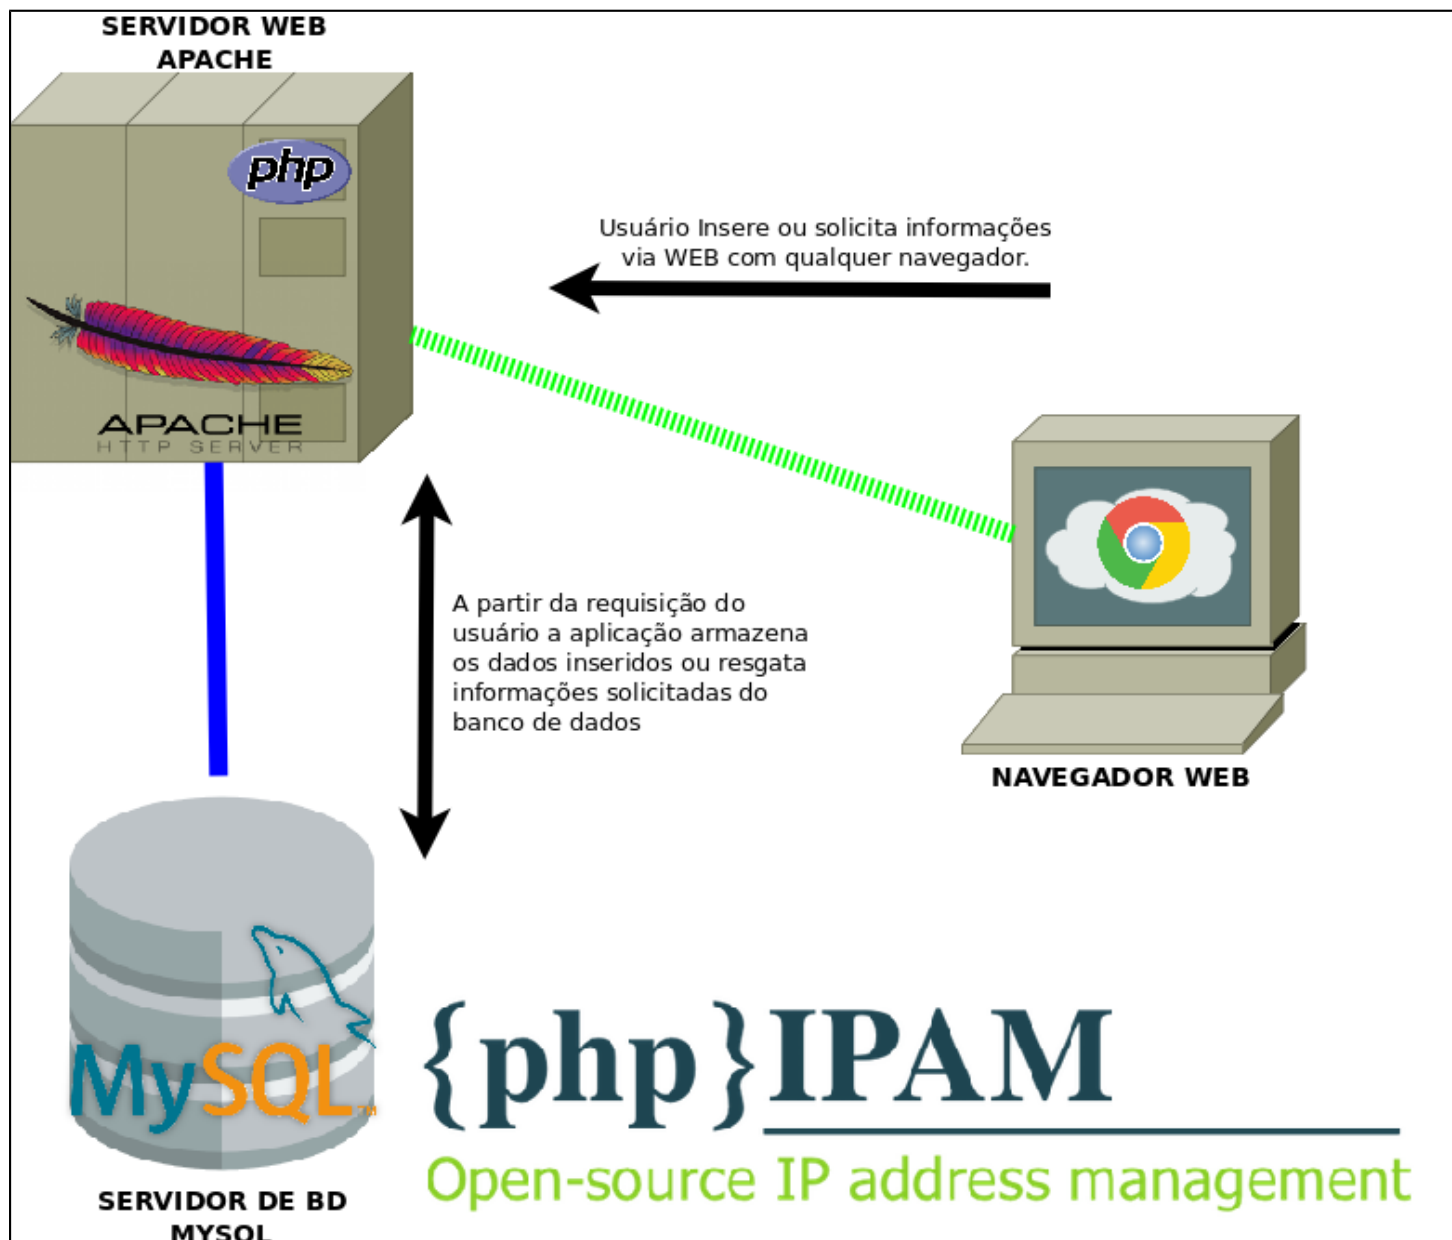 SERVIDOR WEB
APACHE
php
Usuário Insere ou solicita informações
via WEB com qualquer navegador.
APACHE
HTTP SERVER
A partir da requisição do
usuário a aplicação armazena
os dados inseridos ou resgata
informações solicitadas do
banco de dados
NAVEGADOR WEB
MySQL™
{php}IPAM
Open-source IP address management
SERVIDOR DE BD
MYSQL